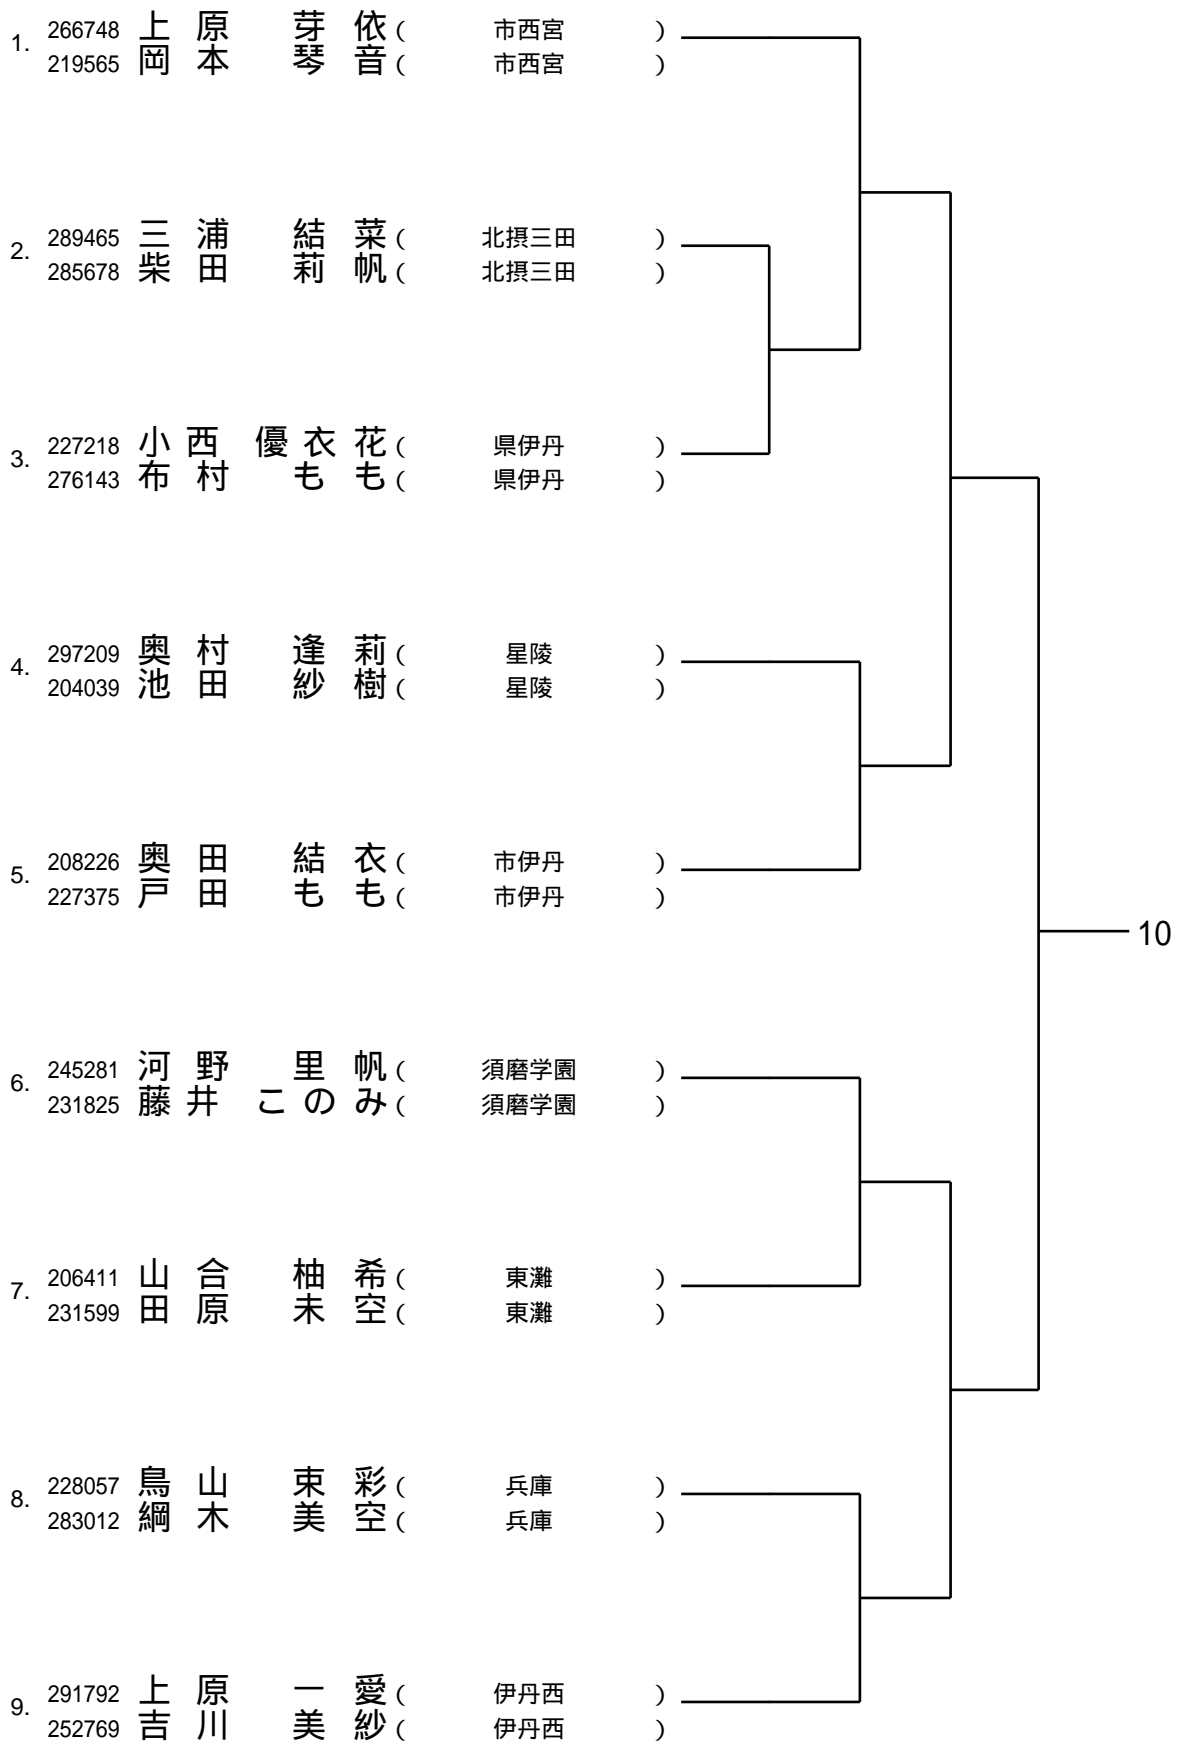 1. 266748 上原 芽依 ( 市西宮 )
219565 岡本 琴音 ( 市西宮 )
2. 289465 三浦 結菜 ( 北摂三田 )
285678 柴田 莉帆 ( 北摂三田 )
3. 227218 小西 優衣花 ( 県伊丹 )
276143 布村 もも ( 県伊丹 )
4. 297209 奥村 逢莉 ( 星陵 )
204039 池田 紗樹 ( 星陵 )
5. 208226 奥田 結衣 ( 市伊丹 )
227375 戸田 もも ( 市伊丹 )
10
6. 245281 河野 里帆 ( 須磨学園 )
231825 藤井 このみ ( 須磨学園 )
7. 206411 山合 柚希 ( 東灘 )
231599 田原 未空 ( 東灘 )
8. 228057 鳥山 束彩 ( 兵庫 )
283012 綱木 美空 ( 兵庫 )
9. 291792 上原 一愛 ( 伊丹西 )
252769 吉川 美紗 ( 伊丹西 )